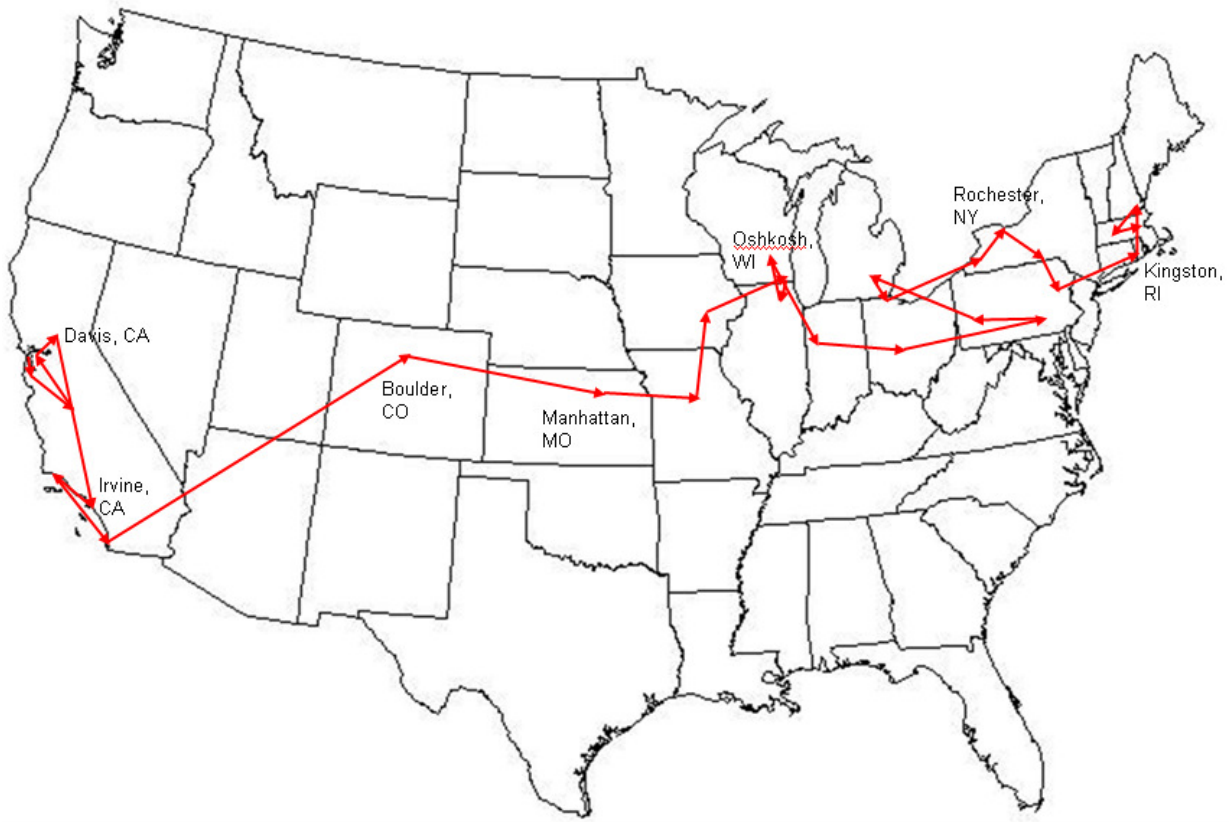 Rochester,
NY
Oshkosh,
WI
Kingston,
RI
Davis, CA
Boulder,
CO
Manhattan,
MO
Irvine,
CA